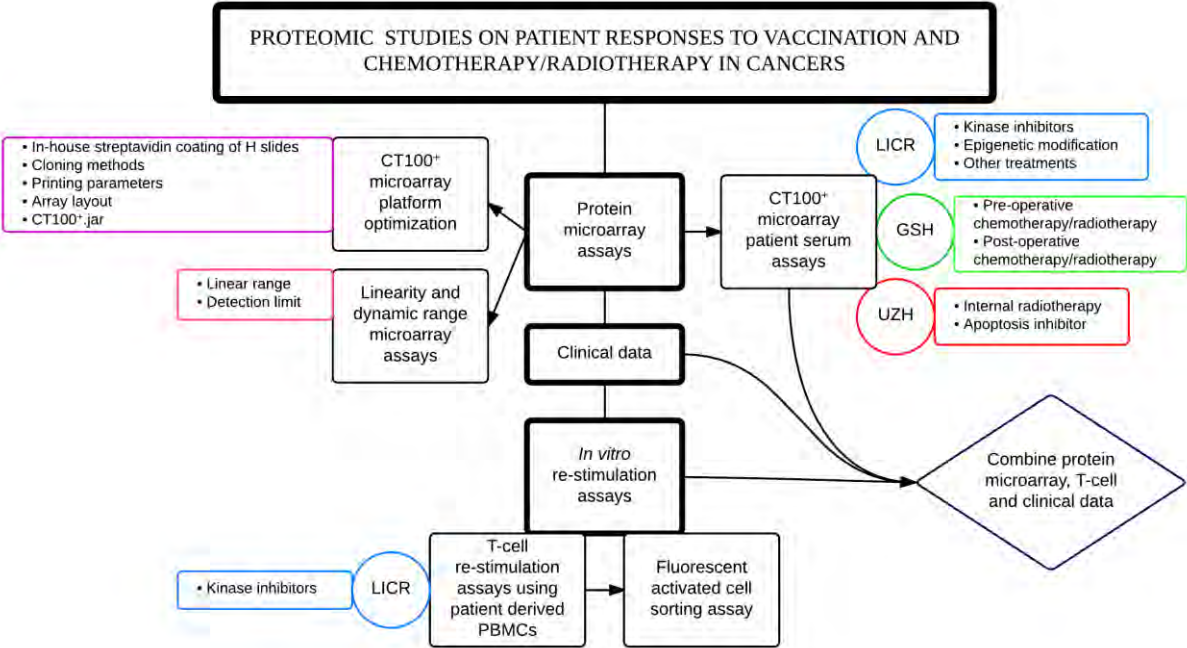 PROTEOMIC STUDIES ON PATIENT RESPONSES TO VACCINATION AND
CHEMOTHERAPY/RADIOTHERAPY IN CANCERS
• In-house streptavidin coating of H slides
• Cloning methods
• Printing parameters
• Array layout
• CT100⁺.jar
CT100⁺
microarray
platform
optimization
Protein
microarray
assays
CT100⁺
microarray
patient serum
assays
LICR
• Kinase inhibitors
• Epigenetic modification
• Other treatments
GSH
• Pre-operative
chemotherapy/radiotherapy
• Post-operative
chemotherapy/radiotherapy
UZH
• Internal radiotherapy
• Apoptosis inhibitor
• Linear range
• Detection limit
Linearity and
dynamic range
microarray
assays
Clinical data
In vitro
re-stimulation
assays
Combine protein
microarray, T-cell
and clinical data
• Kinase inhibitors
LICR
T-cell
re-stimulation
assays using
patient derived
PBMCs
Fluorescent
activated cell
sorting assay